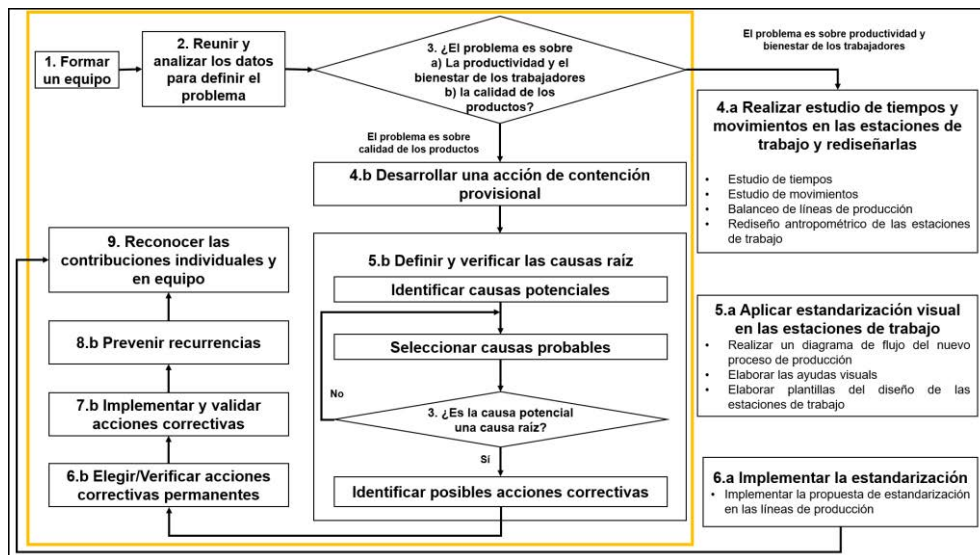 1. Formar
un equipo
2. Reunir y
analizar los datos
para definir el
problema
3. ¿El problema es sobre
a) La productividad y el
bienestar de los trabajadores
b) la calidad de los
productos?
El problema es sobre productividad y
bienestar de los trabajadores
El problema es sobre
calidad de los productos
4.a Realizar estudio de tiempos y
movimientos en las estaciones de
trabajo y rediseñarlas
• Estudio de tiempos
• Estudio de movimientos
• Balanceo de líneas de producción
• Rediseño antropométrico de las estaciones
de trabajo
4.b Desarrollar una acción de contención
provisional
5.b Definir y verificar las causas raíz
Identificar causas potenciales
Seleccionar causas probables
No
3. ¿Es la causa potencial
una causa raíz?
Sí
Identificar posibles acciones correctivas
5.a Aplicar estandarización visual
en las estaciones de trabajo
• Realizar un diagrama de flujo del nuevo
proceso de producción
• Elaborar las ayudas visuals
• Elaborar plantillas del diseño de las
estaciones de trabajo
6.a Implementar la estandarización
• Implementar la propuesta de estandarización
en las líneas de producción
9. Reconocer las
contribuciones individuales y
en equipo
8.b Prevenir recurrencias
7.b Implementar y validar
acciones correctivas
6.b Elegir/Verificar acciones
correctivas permanentes